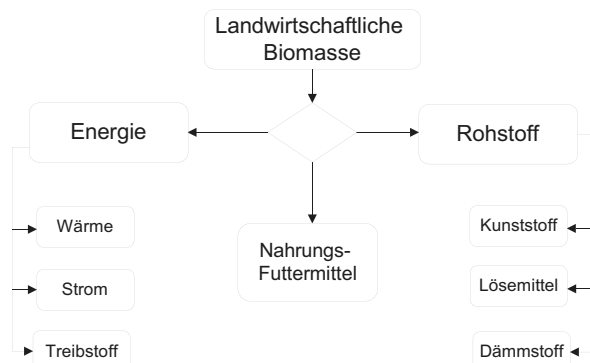 Landwirtschaftliche
Biomasse
Energie
Rohstoff
Wärme
Strom
Treibstoff
Nahrungs-
Futtermittel
Kunststoff
Lösemittel
Dämmstoff